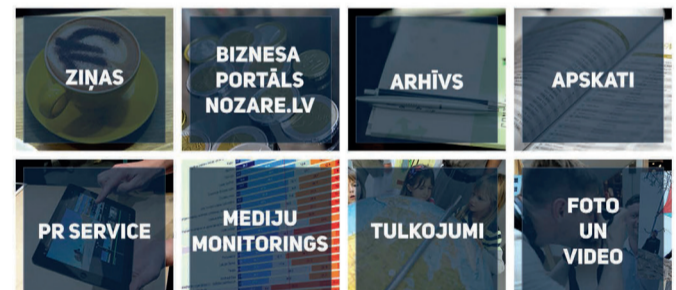 ZIŅAS
BIZNESA
PORTĀLS
NOZARE.LV
ARHĪVS
APSKATI
PR SERVICE
MEDIJU
MONITORINGS
TULKOJUMI
FOTO
UN
VIDEO